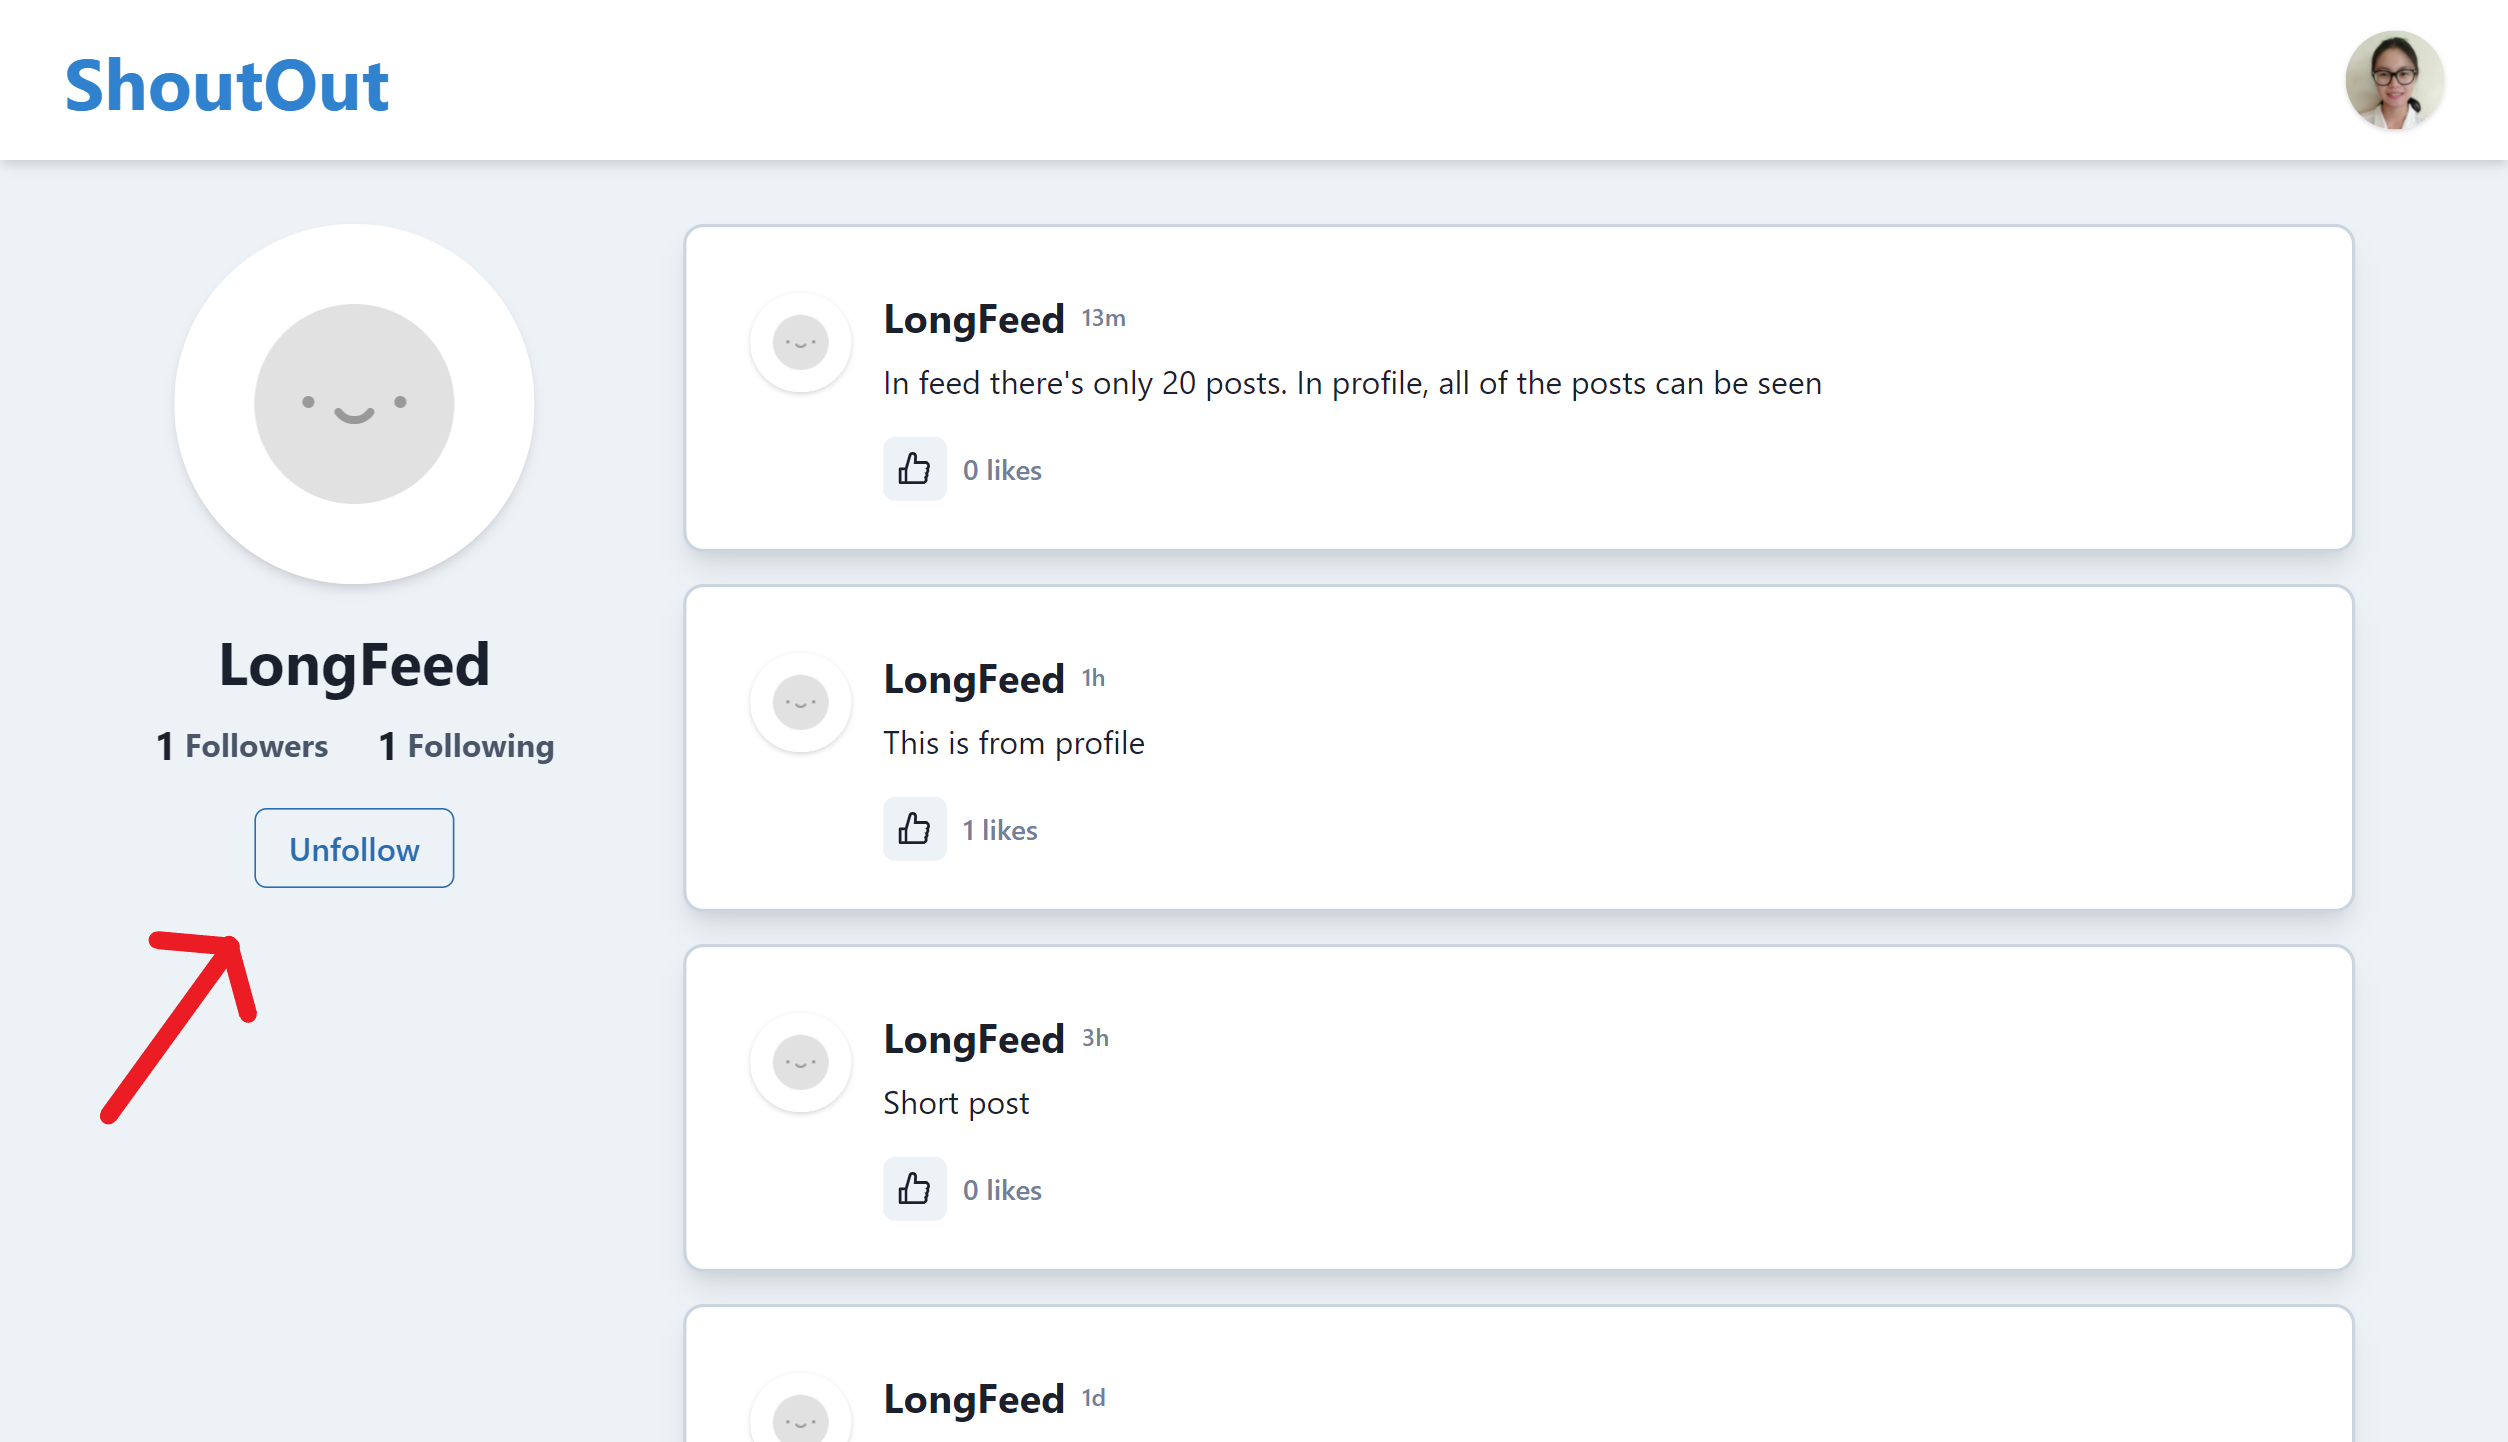 ShoutOut
LongFeed
1 Followers 1 Following
Unfollow
LongFeed 13m
In feed there's only 20 posts. In profile, all of the posts can be seen
0 likes
LongFeed 1h
This is from profile
1 likes
LongFeed 3h
Short post
0 likes
LongFeed 1d